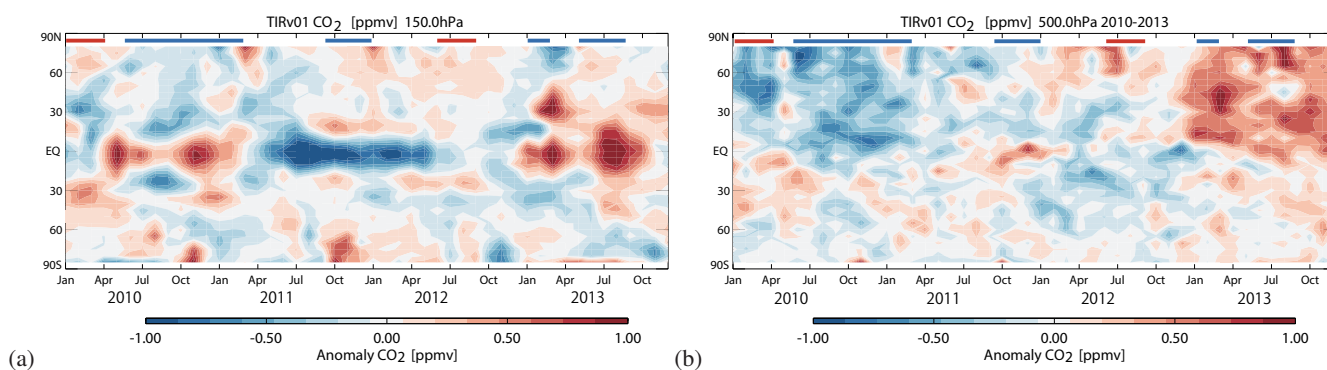 TIRv01 CO2 [ppmv] 150.0hPa
90N
60
30
EQ
30
60
90S
Jan Apr Jul Oct Jan Apr Jul Oct Jan Apr Jul Oct Jan Apr Jul Oct
2010 2011 2012 2013
-1.00 -0.50 0.00 0.50 1.00
Anomaly CO2 [ppmv]
(a)
TIRv01 CO2 [ppmv] 500.0hPa 2010-2013
90N
60
30
EQ
30
60
90S
Jan Apr Jul Oct Jan Apr Jul Oct Jan Apr Jul Oct Jan Apr Jul Oct
2010 2011 2012 2013
-1.00 -0.50 0.00 0.50 1.00
Anomaly CO2 [ppmv]
(b)